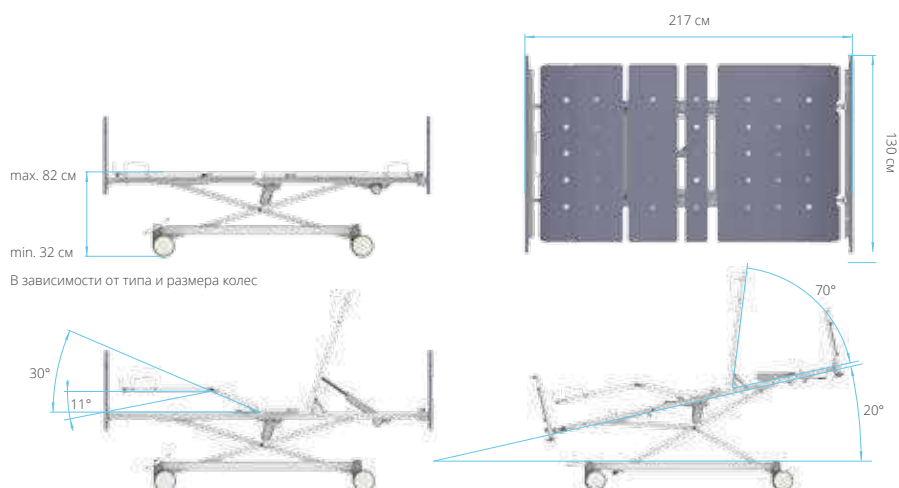 217 см
130 см
max. 82 см
min. 32 см
В зависимости от типа и размера колес
30°
11°
70°
20°